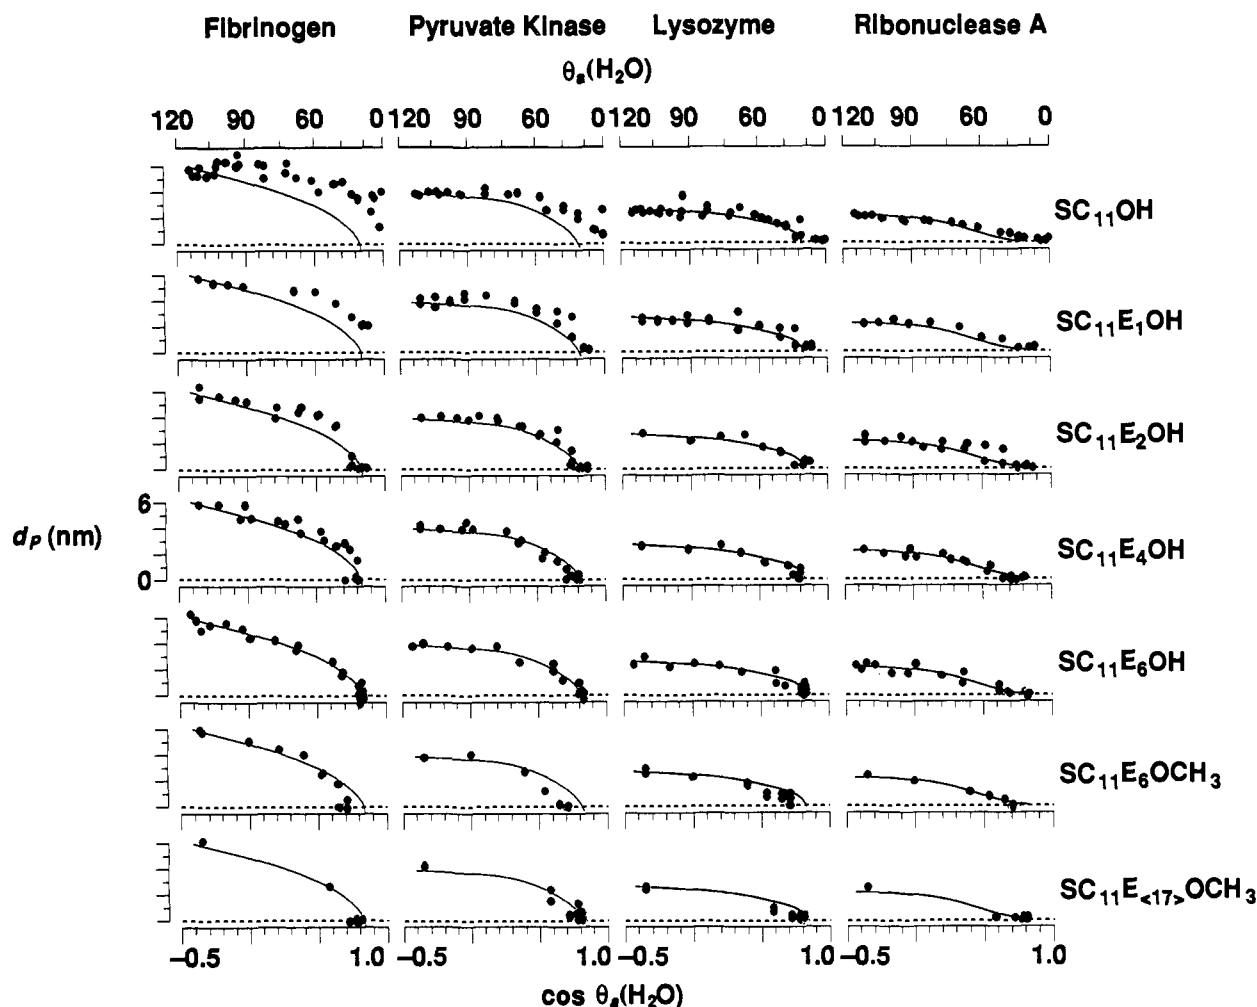 Fibrinogen Pyruvate Kinase Lysozyme Ribonuclease A
θₐ(H₂O)
120 90 60 0 120 90 60 0 120 90 60 0 120 60 0
SC₁₁OH
SC₁₁E₁OH
SC₁₁E₂OH
6
d_P (nm)
SC₁₁E₄OH
0
SC₁₁E₆OH
SC₁₁E₆OCH₃
SC₁₁E<₁₇>OCH₃
−0.5 1.0 −0.5 1.0 −0.5 1.0 −0.5 1.0
cos θₐ(H₂O)